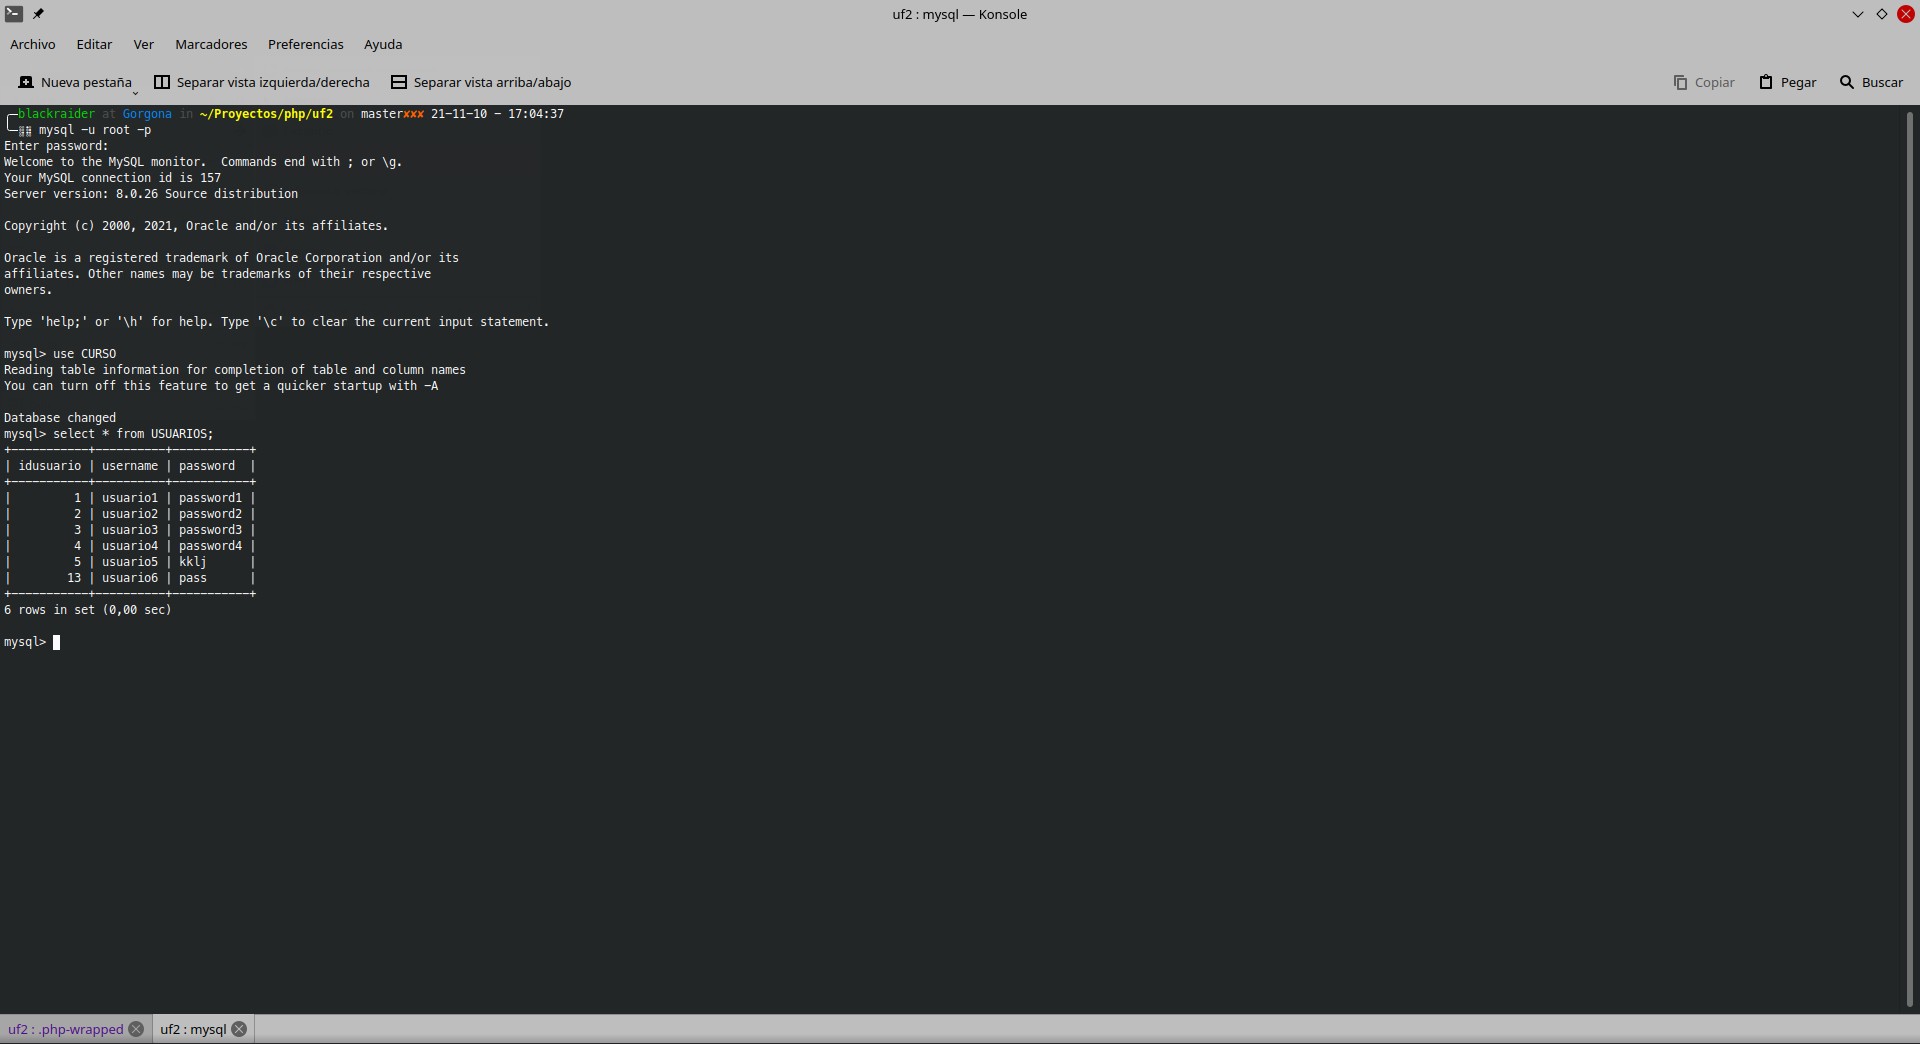 uf2 : mysql — Konsole
Archivo Editar Ver Marcadores Preferencias Ayuda
Nueva pestaña Separar vista izquierda/derecha Separar vista arriba/abajo Copiar Pegar Buscar
blackraider at Gorgona in ~/Proyectos/php/uf2 on master✘✘✘ 21-11-10 - 17:04:37
mysql -u root -p
Enter password:
Welcome to the MySQL monitor.  Commands end with ; or \g.
Your MySQL connection id is 157
Server version: 8.0.26 Source distribution
Copyright (c) 2000, 2021, Oracle and/or its affiliates.
Oracle is a registered trademark of Oracle Corporation and/or its
affiliates. Other names may be trademarks of their respective
owners.
Type 'help;' or '\h' for help. Type '\c' to clear the current input statement.
mysql> use CURSO
Reading table information for completion of table and column names
You can turn off this feature to get a quicker startup with -A
Database changed
mysql> select * from USUARIOS;
+-----------+----------+-----------+
| idusuario | username | password  |
+-----------+----------+-----------+
|         1 | usuario1 | password1 |
|         2 | usuario2 | password2 |
|         3 | usuario3 | password3 |
|         4 | usuario4 | password4 |
|         5 | usuario5 | kklj      |
|        13 | usuario6 | pass      |
+-----------+----------+-----------+
6 rows in set (0,00 sec)
mysql>
uf2 : .php-wrapped uf2 : mysql